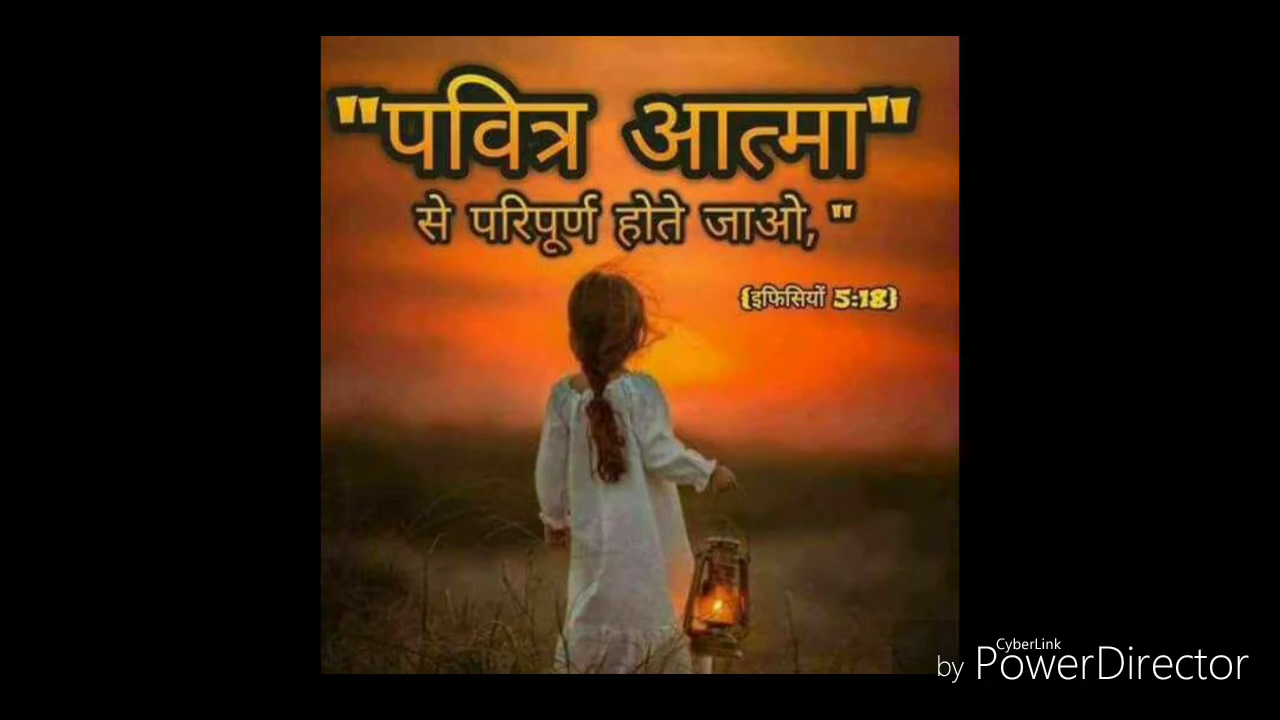 "पवित्र आत्मा"
से परिपूर्ण होते जाओ,"
{इफिसियों 5:18}
CyberLink
by PowerDirector